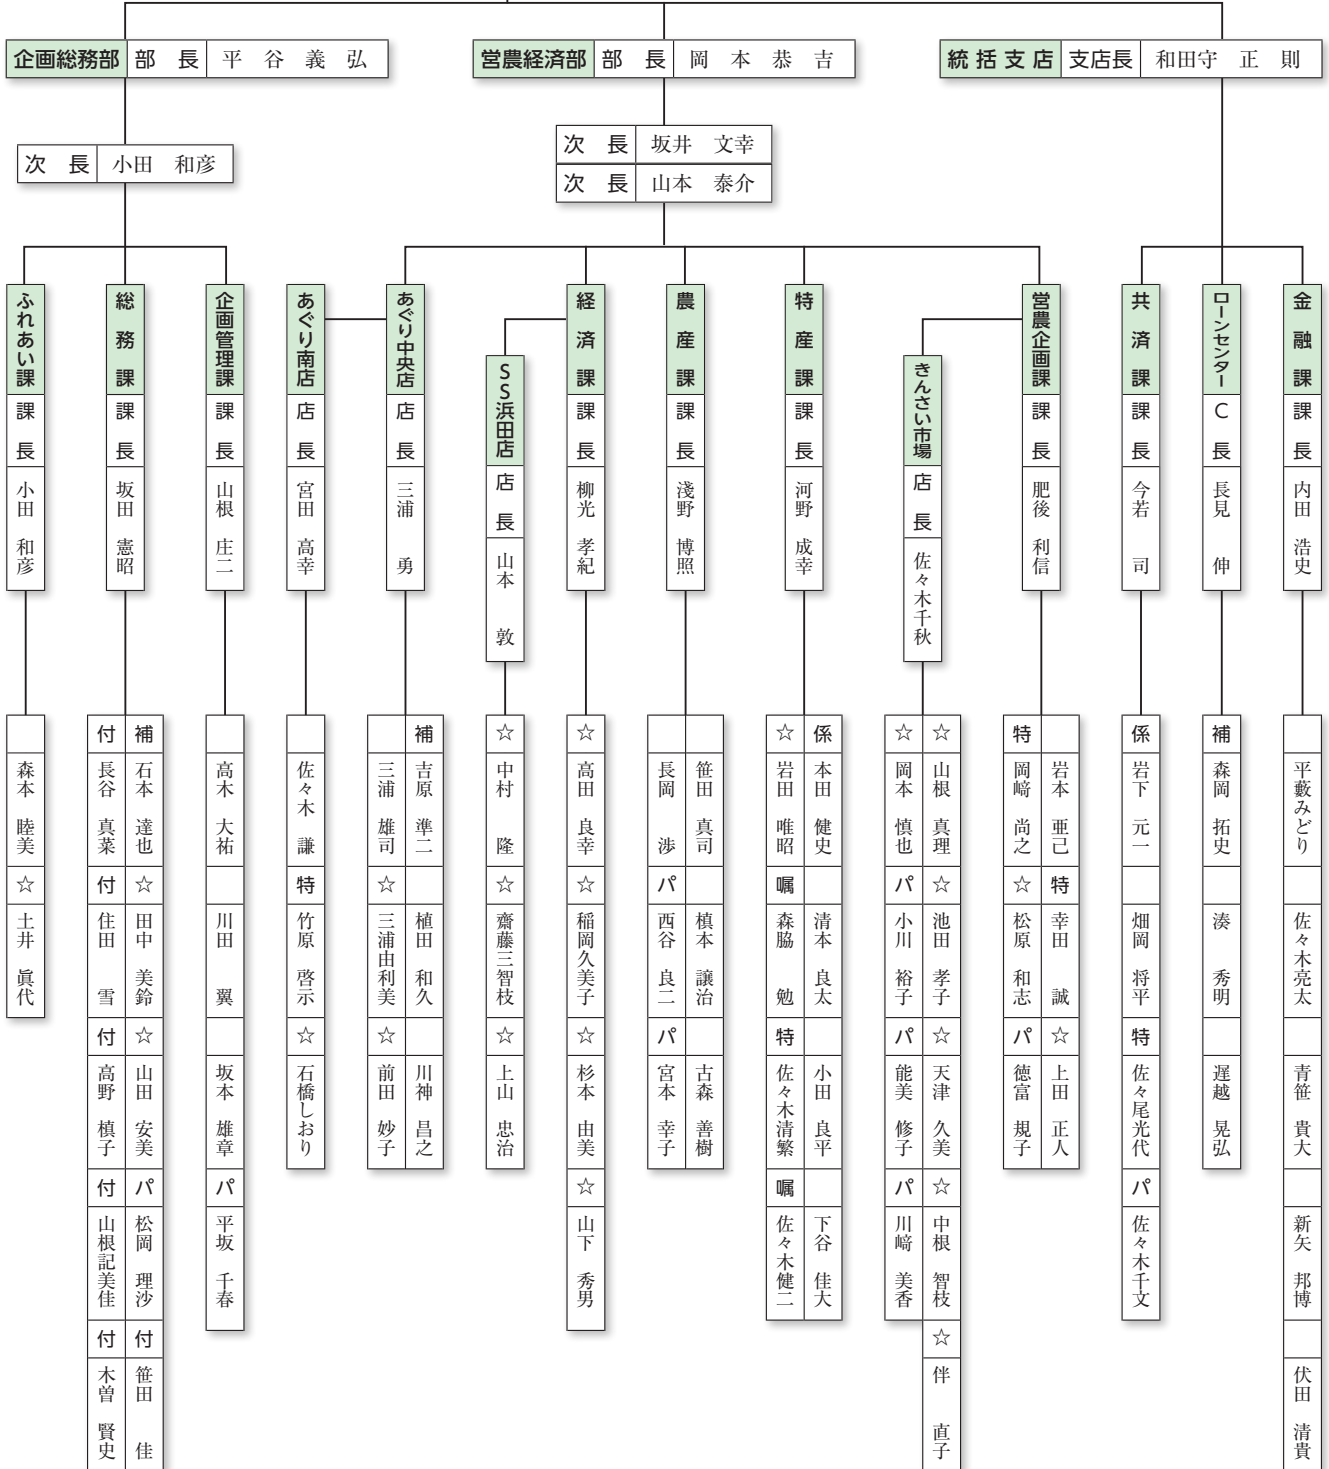 企画総務部 部長 平谷義弘
営農経済部 部長 岡本恭吉
統括支店 支店長 和田守 正則
次長 小田 和彦
次長 坂井 文幸
次長 山本 泰介
ふれあい課 課長 小田 和彦
森本 睦美
☆ 土井 眞代
総務課 課長 坂田 憲昭
補 石本 達也
☆ 田中 美鈴
☆ 山田 安美
パ 松岡 理沙
付 笹田 佳
付 長谷 真菜
付 住田 雪
付 高野 槙子
付 山根記美佳
付 木曽 賢史
企画管理課 課長 山根 庄二
高木 大祐
川田 翼
坂本 雄章
パ 平坂 千春
あぐり南店 店長 宮田 高幸
佐々木 謙
特 竹原 啓示
☆ 石橋しおり
あぐり中央店 店長 三浦 勇
補 吉原 準二
植田 和久
川神 昌之
三浦 雄司
☆ 三浦由利美
☆ 前田 妙子
SS浜田店 店長 山本 敦
☆ 中村 隆
☆ 齋藤三智枝
☆ 上山 忠治
経済課 課長 柳光 孝紀
☆ 高田 良幸
☆ 稲岡久美子
☆ 杉本 由美
☆ 山下 秀男
農産課 課長 淺野 博照
笹田 真司
槙本 譲治
古森 善樹
長岡 渉
パ 西谷 良二
パ 宮本 幸子
特産課 課長 河野 成幸
係 本田 健史
清本 良太
小田 良平
下谷 佳大
☆ 岩田 唯昭
嘱 森脇 勉
特 佐々木清繁
嘱 佐々木健二
きんさい市場 店長 佐々木千秋
☆ 山根 真理
☆ 池田 孝子
☆ 天津 久美
☆ 中根 智枝
☆ 伴 直子
☆ 岡本 慎也
パ 小川 裕子
パ 能美 修子
パ 川﨑 美香
営農企画課 課長 肥後 利信
岩本 亜己
特 幸田 誠
☆ 上田 正人
特 岡﨑 尚之
☆ 松原 和志
パ 徳富 規子
共済課 課長 今若 司
係 岩下 元一
畑岡 将平
特 佐々尾光代
パ 佐々木千文
ローンセンター C長 長見 伸
補 森岡 拓史
湊 秀明
遅越 晃弘
金融課 課長 内田 浩史
平藪みどり
佐々木亮太
青笹 貴大
新矢 邦博
伏田 清貴